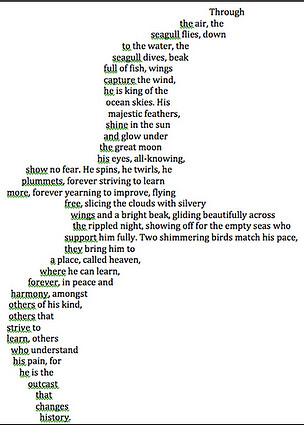 Through
the air, the
seagull flies, down
to the water, the
seagull dives, beak
full of fish, wings
capture the wind,
he is king of the
ocean skies. His
majestic feathers,
shine in the sun
and glow under
the great moon
his eyes, all-knowing,
show no fear. He spins, he twirls, he
plummets, forever striving to learn
more, forever yearning to improve, flying
free, slicing the clouds with silvery
wings and a bright beak, gliding beautifully across
the rippled night, showing off for the empty seas who
support him fully. Two shimmering birds match his pace,
they bring him to
a place, called heaven,
where he can learn,
forever, in peace and
harmony, amongst
others of his kind,
others that
strive to
learn, others
who understand
his pain, for
he is the
outcast
that
changes
history.